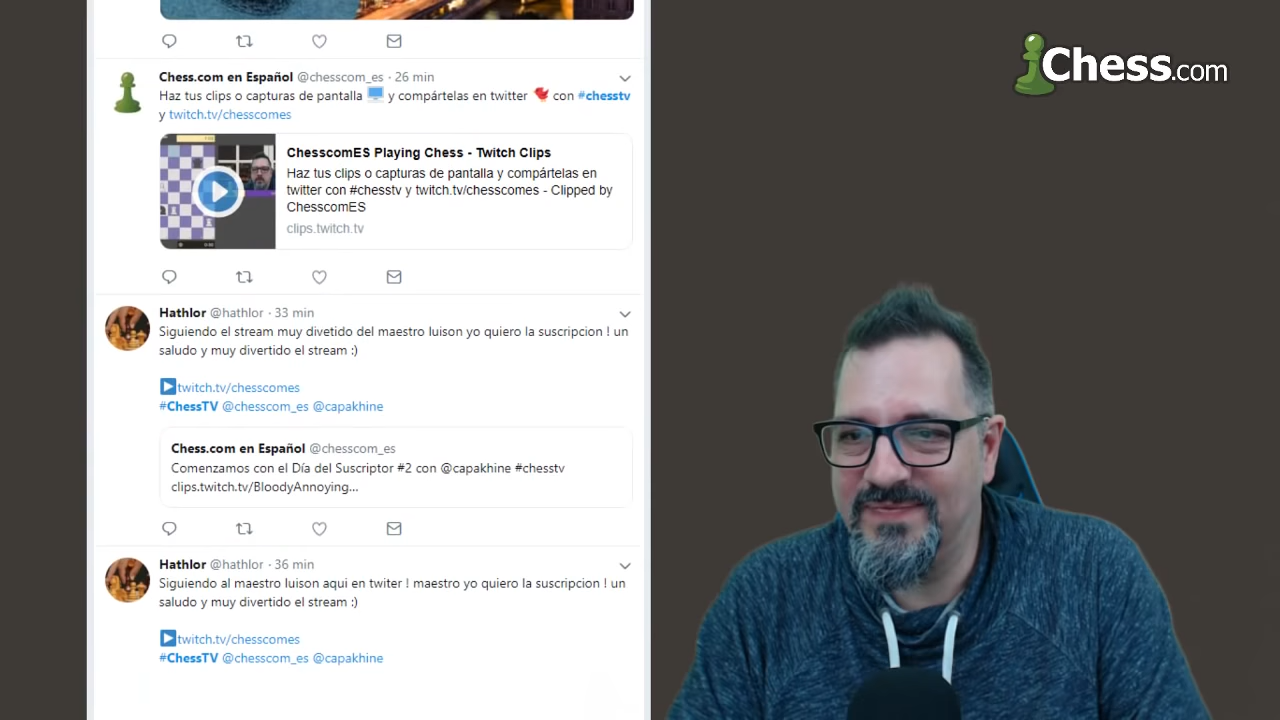 Chess.com
Chess.com en Español @chesscom_es · 26 min
Haz tus clips o capturas de pantalla y compártelas en twitter con #chesstv
y twitch.tv/chesscomes
ChesscomES Playing Chess - Twitch Clips
Haz tus clips o capturas de pantalla y compártelas en
twitter con #chesstv y twitch.tv/chesscomes - Clipped by
ChesscomES
clips.twitch.tv
Hathlor @hathlor · 33 min
Siguiendo el stream muy divetido del maestro luison yo quiero la suscripcion ! un
saludo y muy divertido el stream :)
twitch.tv/chesscomes
#ChessTV @chesscom_es @capakhine
Chess.com en Español @chesscom_es
Comenzamos con el Día del Suscriptor #2 con @capakhine #chesstv
clips.twitch.tv/BloodyAnnoying...
Hathlor @hathlor · 36 min
Siguiendo al maestro luison aqui en twiter ! maestro yo quiero la suscripcion ! un
saludo y muy divertido el stream :)
twitch.tv/chesscomes
#ChessTV @chesscom_es @capakhine